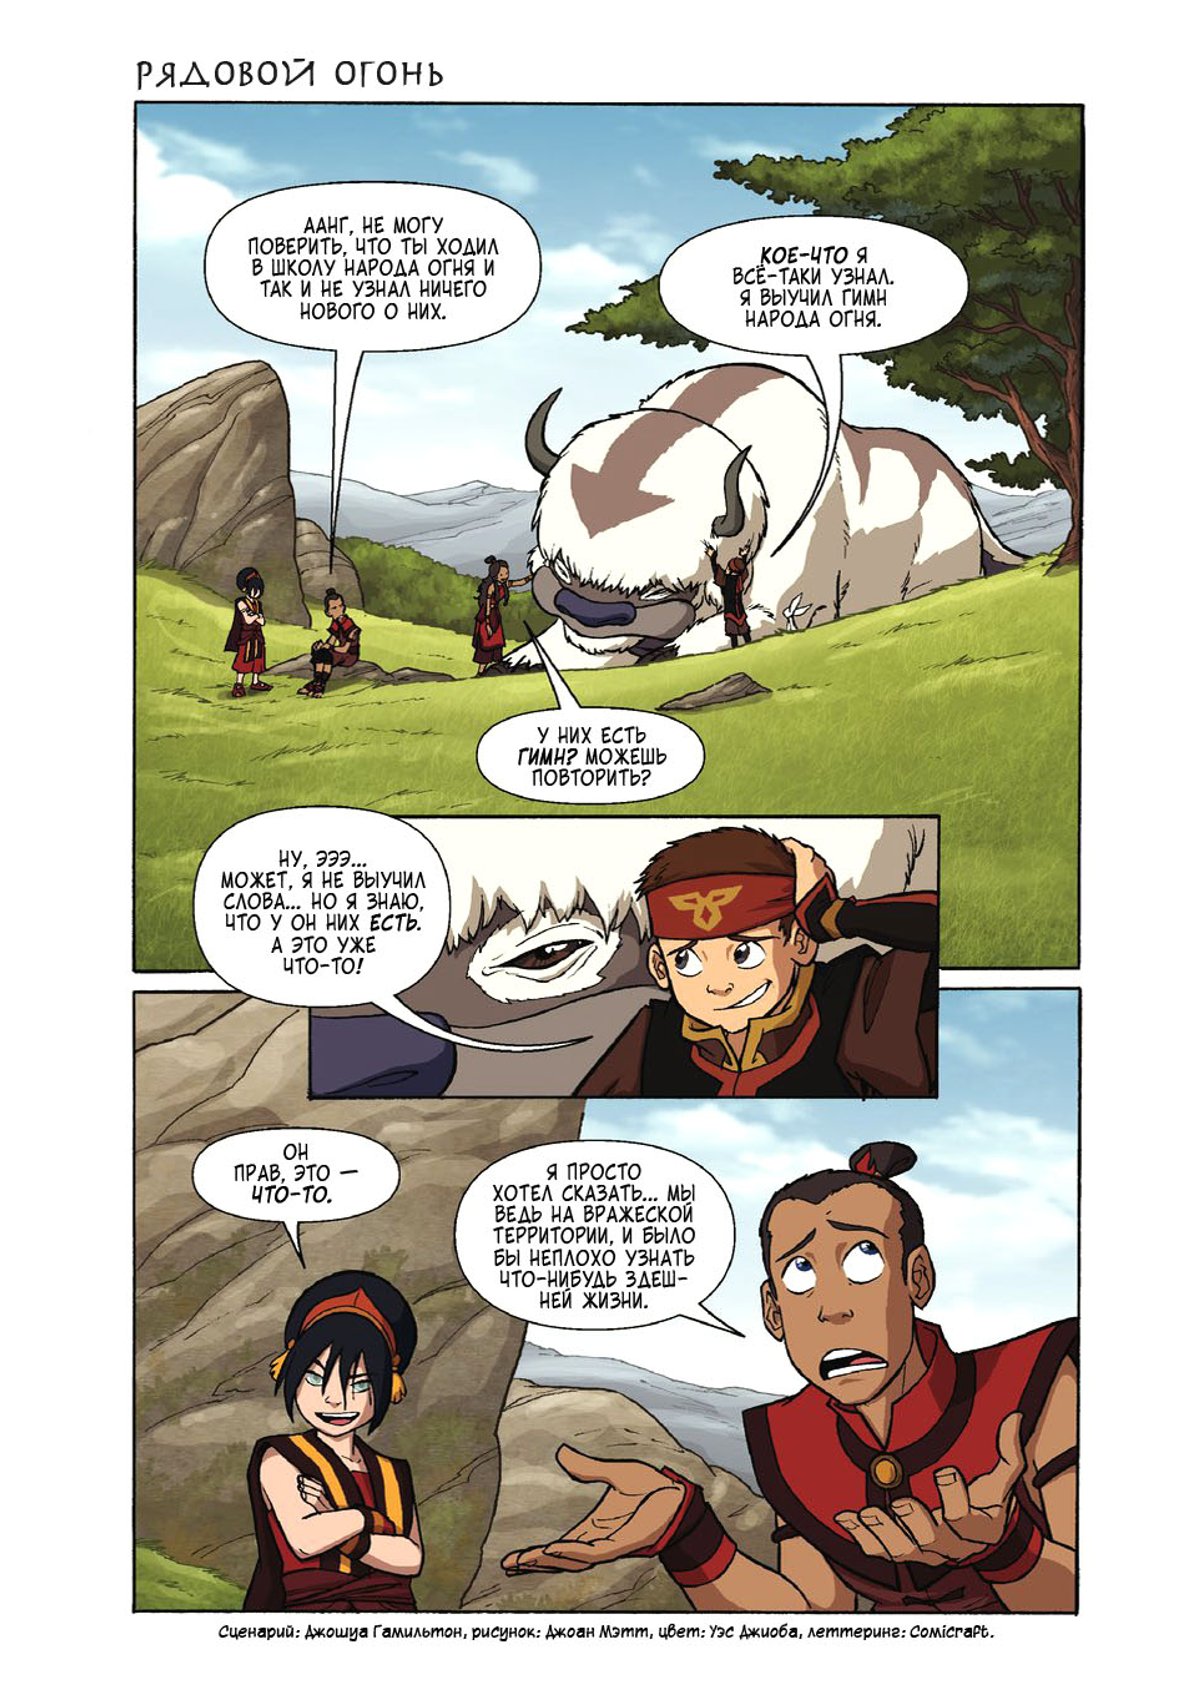 РЯДОВОЙ ОГОНЬ
ААНГ, НЕ МОГУ
ПОВЕРИТЬ, ЧТО ТЫ ХОДИЛ
В ШКОЛУ НАРОДА ОГНЯ И
ТАК И НЕ УЗНАЛ НИЧЕГО
НОВОГО О НИХ.
КОЕ-ЧТО Я
ВСЁ-ТАКИ УЗНАЛ.
Я ВЫУЧИЛ ГИМН
НАРОДА ОГНЯ.
У НИХ ЕСТЬ
ГИМН? МОЖЕШЬ
ПОВТОРИТЬ?
НУ, ЭЭЭ...
МОЖЕТ, Я НЕ ВЫУЧИЛ
СЛОВА... НО Я ЗНАЮ,
ЧТО У ОН НИХ ЕСТЬ.
А ЭТО УЖЕ
ЧТО-ТО!
ОН
ПРАВ, ЭТО —
ЧТО-ТО.
Я ПРОСТО
ХОТЕЛ СКАЗАТЬ... МЫ
ВЕДЬ НА ВРАЖЕСКОЙ
ТЕРРИТОРИИ, И БЫЛО
БЫ НЕПЛОХО УЗНАТЬ
ЧТО-НИБУДЬ ЗДЕШ-
НЕЙ ЖИЗНИ.
Сценарий: Джошуа Гамильтон, рисунок: Джоан Мэтт, цвет: Уэс Джиоба, леттеринг: Comicraft.